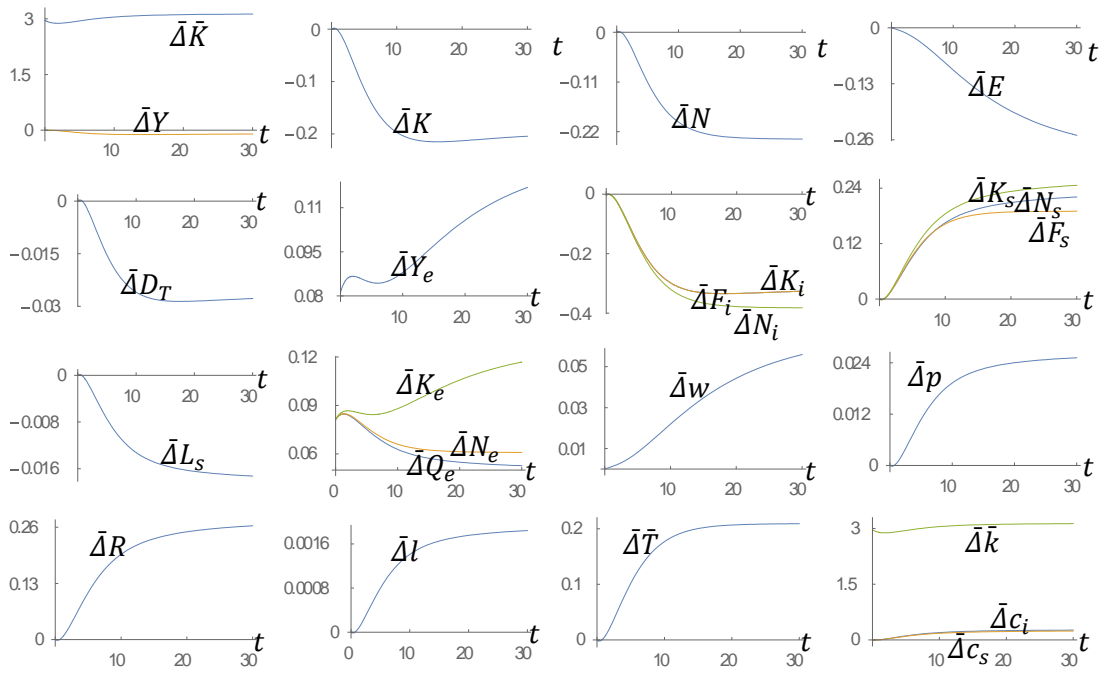 3
Δ̄K̄
1.5
0
Δ̄Y
t
10 20 30
0
10 20 30
t
−0.1
Δ̄K
−0.2
0
10 20 30
t
−0.11
Δ̄N
−0.22
0
10 20 30
t
Δ̄E
−0.13
−0.26
0
10 20 30
t
−0.015
Δ̄D_T
−0.03
0.11
0.095
Δ̄Y_e
t
0.08
10 20 30
0
10 20 30
t
−0.2
Δ̄K_i
Δ̄F_i
−0.4
Δ̄N_i
0.24
Δ̄K_s
Δ̄N_s
0.12
Δ̄F_s
t
0
10 20 30
0
10 20 30
t
−0.008
Δ̄L_s
−0.016
0.12
Δ̄K_e
0.09
Δ̄N_e
0.06
Δ̄Q_e
t
0 10 20 30
0.05
Δ̄w
0.03
0.01
t
10 20 30
0.024
Δ̄p
0.012
t
0
10 20 30
0.26
Δ̄R
0.13
0
t
10 20 30
0.0016
Δ̄l
0.0008
0
t
0 10 20 30
0.2
Δ̄T̄
0.1
0
t
10 20 30
3
Δ̄k̄
1.5
Δ̄c_i
0
Δ̄c_s
t
10 20 30